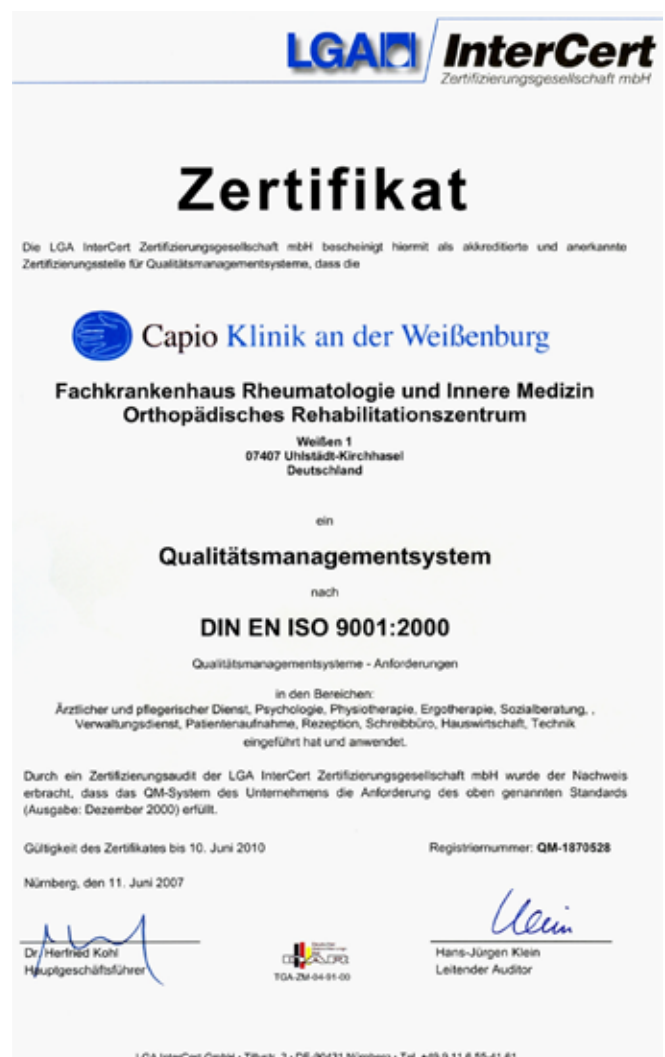 LGA InterCert
Zertifizierungsgesellschaft mbH
Zertifikat
Die LGA InterCert Zertifizierungsgesellschaft mbH bescheinigt hiermit als akkreditierte und anerkannte
Zertifizierungsstelle für Qualitätsmanagementsysteme, dass die
Capio Klinik an der Weißenburg
Fachkrankenhaus Rheumatologie und Innere Medizin
Orthopädisches Rehabilitationszentrum
Weißen 1
07407 Uhlstädt-Kirchhasel
Deutschland
ein
Qualitätsmanagementsystem
nach
DIN EN ISO 9001:2000
Qualitätsmanagementsysteme - Anforderungen
in den Bereichen:
Ärztlicher und pflegerischer Dienst, Psychologie, Physiotherapie, Ergotherapie, Sozialberatung, ,
Verwaltungsdienst, Patientenaufnahme, Rezeption, Schreibbüro, Hauswirtschaft, Technik
eingeführt hat und anwendet.
Durch ein Zertifizierungsaudit der LGA InterCert Zertifizierungsgesellschaft mbH wurde der Nachweis
erbracht, dass das QM-System des Unternehmens die Anforderung des oben genannten Standards
(Ausgabe: Dezember 2000) erfüllt.
Gültigkeit des Zertifikates bis 10. Juni 2010 Registriernummer: QM-1870528
Nürnberg, den 11. Juni 2007
Klein
Dr. Herfried Kohl Hans-Jürgen Klein
Hauptgeschäftsführer Leitender Auditor
TGA-ZM-04-91-00